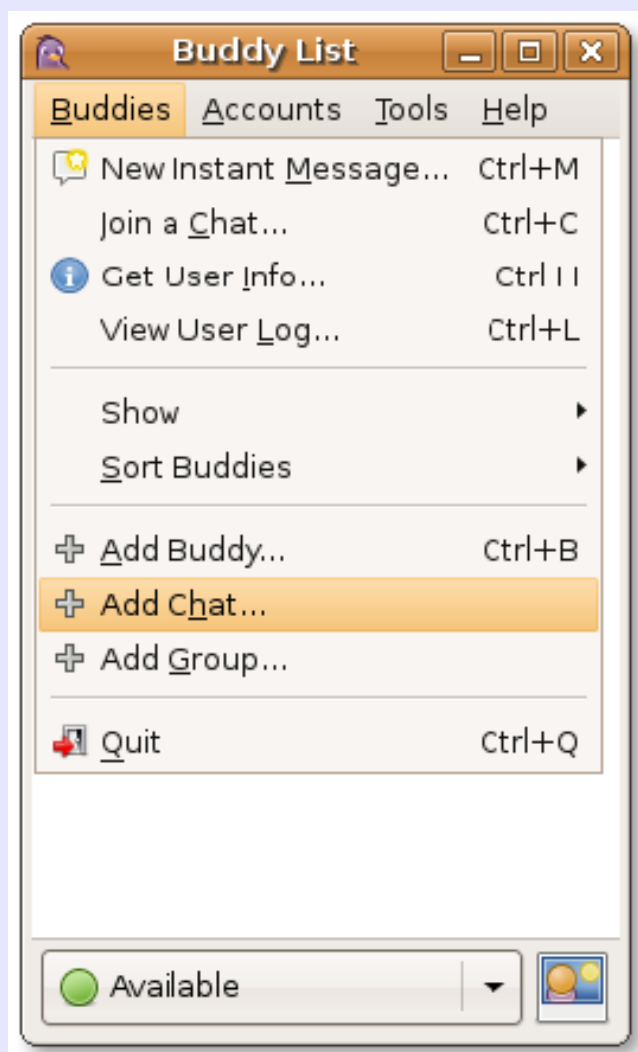 Buddy List
Buddies Accounts Tools Help
New Instant Message... Ctrl+M
Join a Chat... Ctrl+C
Get User Info... Ctrl I I
View User Log... Ctrl+L
Show
Sort Buddies
Add Buddy... Ctrl+B
Add Chat...
Add Group...
Quit Ctrl+Q
Available